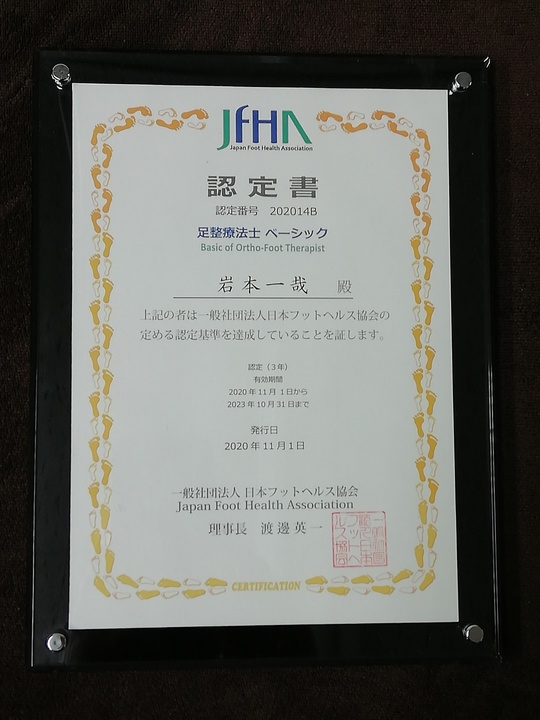 JfHA
Japan Foot Health Association
認定書
認定番号 202014B
足整療法士 ベーシック
Basic of Ortho-Foot Therapist
岩本一哉 殿
上記の者は一般社団法人日本フットヘルス協会の
定める認定基準を達成していることを証します。
認定（3年）
有効期間
2020年11月 1日から
2023年10月31日まで
発行日
2020年11月1日
一般社団法人 日本フットヘルス協会
Japan Foot Health Association
理事長 渡邊英一
CERTIFICATION